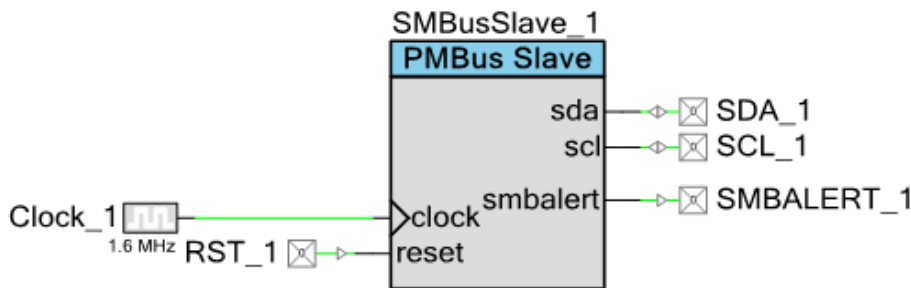 SMBusSlave_1
PMBus Slave
sda SDA_1
scl SCL_1
smbalert SMBALERT_1
Clock_1 clock
1.6 MHz
RST_1 reset